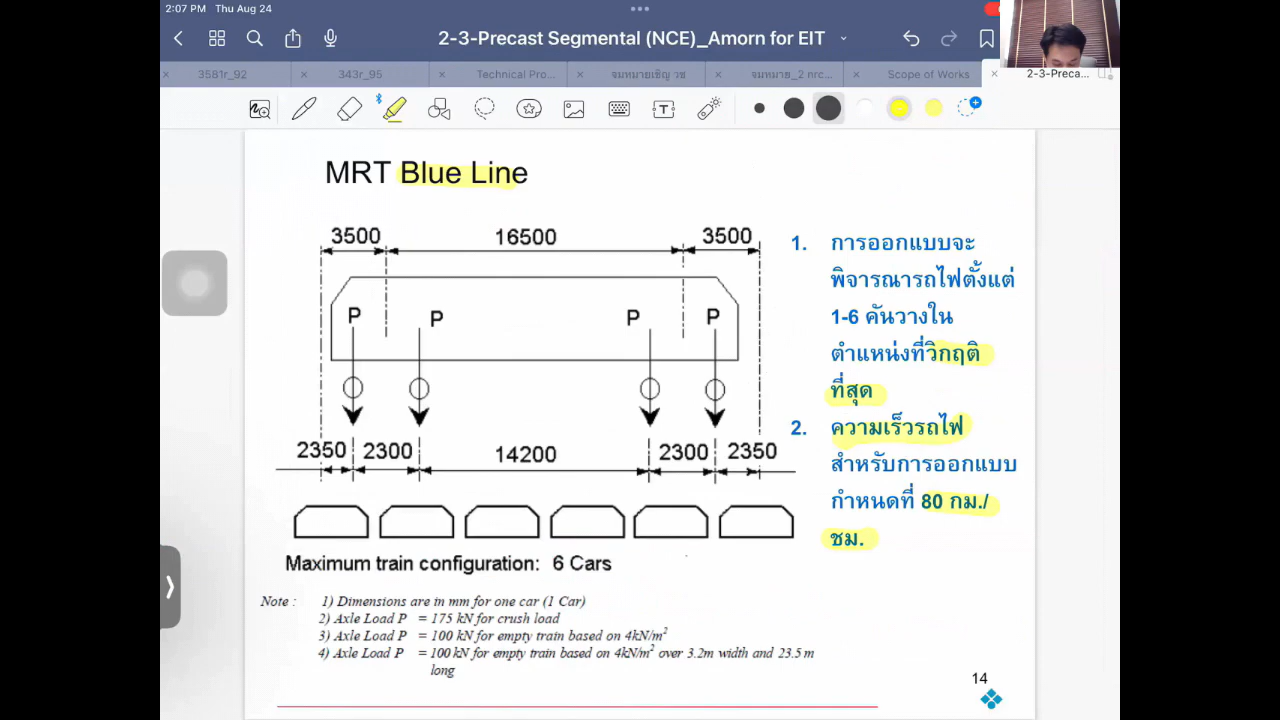 2:07 PM Thu Aug 24
2-3-Precast Segmental (NCE)_Amorn for EIT
3581r_92
343r_95
Technical Pro...
จมหมายเชิญ วช
จมหมาย_2 nrc...
Scope of Works
2-3-Preca...
MRT Blue Line
3500 16500 3500
P P P P
2350 2300 14200 2300 2350
Maximum train configuration: 6 Cars
Note : 1) Dimensions are in mm for one car (1 Car)
2) Axle Load P = 175 kN for crush load
3) Axle Load P = 100 kN for empty train based on 4kN/m²
4) Axle Load P = 100 kN for empty train based on 4kN/m² over 3.2m width and 23.5 m
long
1. การออกแบบจะ
พิจารณารถไฟตั้งแต่
1-6 คันวางใน
ตำแหน่งที่วิกฤติ
ที่สุด
2. ความเร็วรถไฟ
สำหรับการออกแบบ
กำหนดที่ 80 กม./
ชม.
14